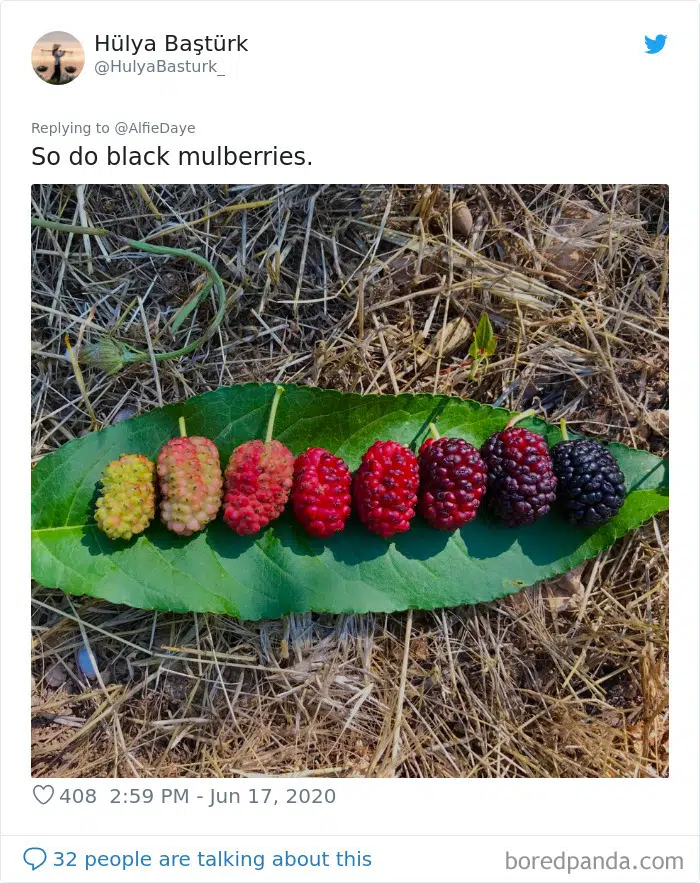 Hülya Baştürk
@HulyaBasturk_
Replying to @AlfieDaye
So do black mulberries.
408 2:59 PM - Jun 17, 2020
32 people are talking about this
boredpanda.com